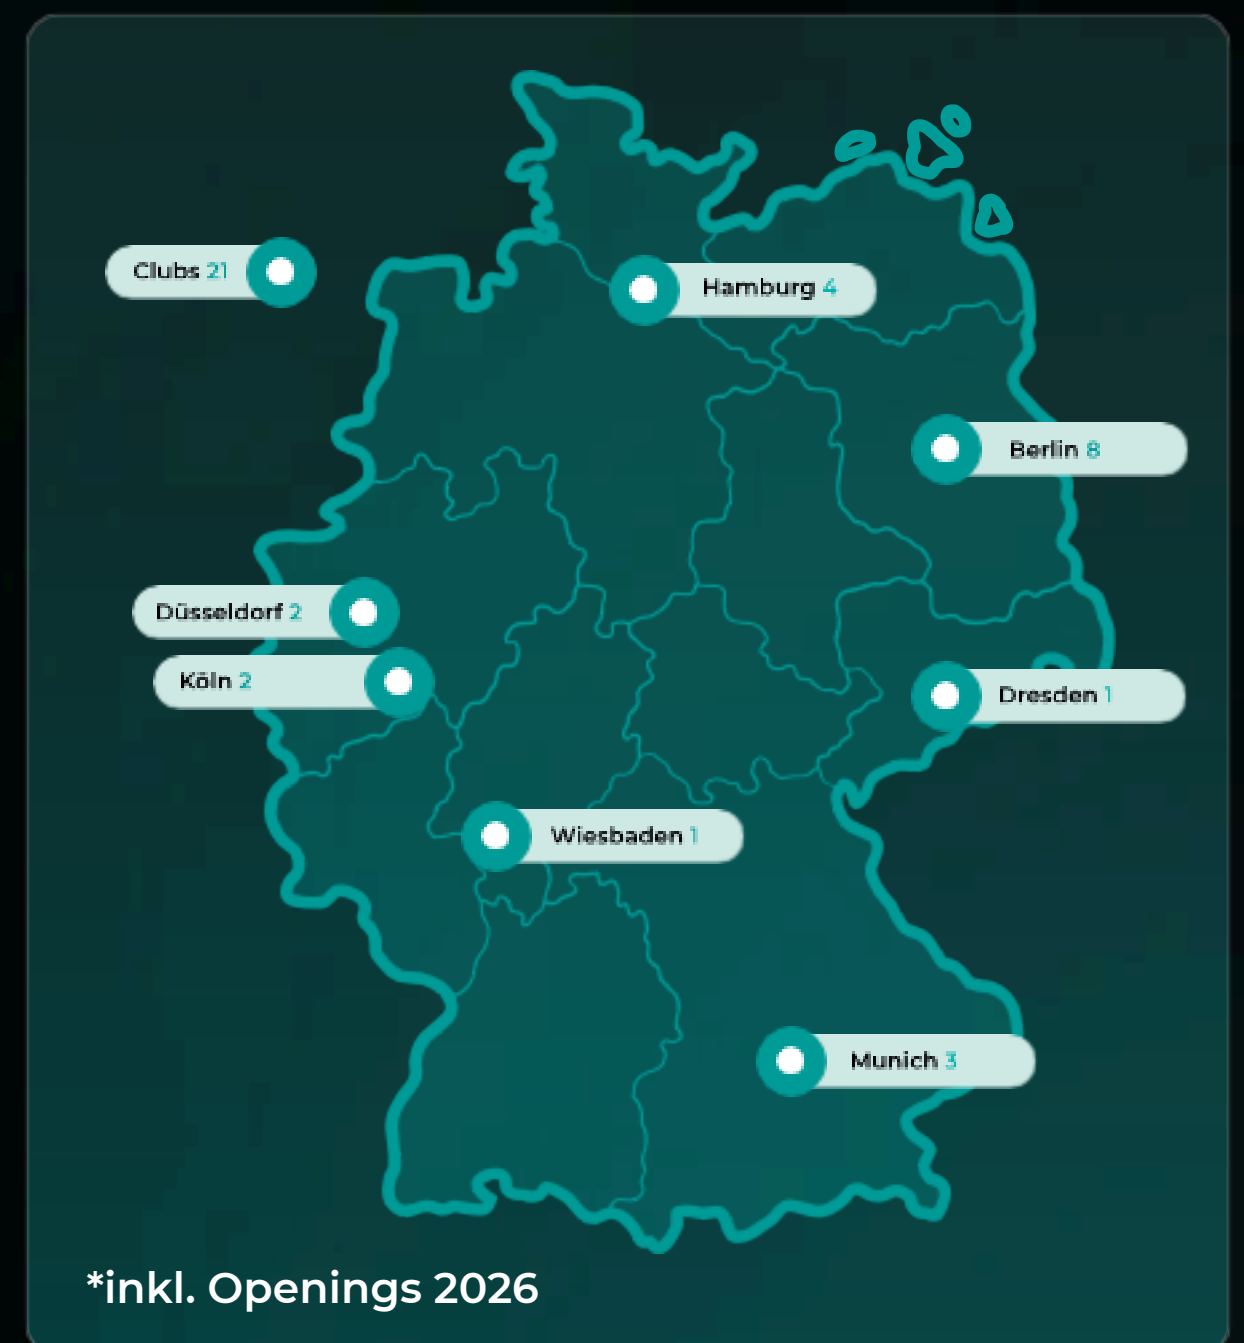 Clubs 21
Hamburg 4
Berlin 8
Düsseldorf 2
Köln 2
Dresden 1
Wiesbaden 1
Munich 3
*inkl. Openings 2026